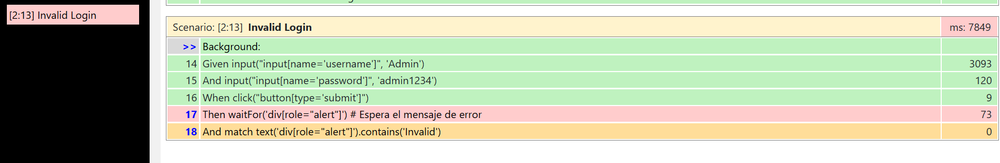 [2:13] Invalid Login
Scenario: [2:13] Invalid Login ms: 7849
>> Background:
14 Given input("input[name='username']", 'Admin') 3093
15 And input("input[name='password']", 'admin1234') 120
16 When click("button[type='submit']") 9
17 Then waitFor('div[role="alert"]') # Espera el mensaje de error 73
18 And match text('div[role="alert"]').contains('Invalid') 0